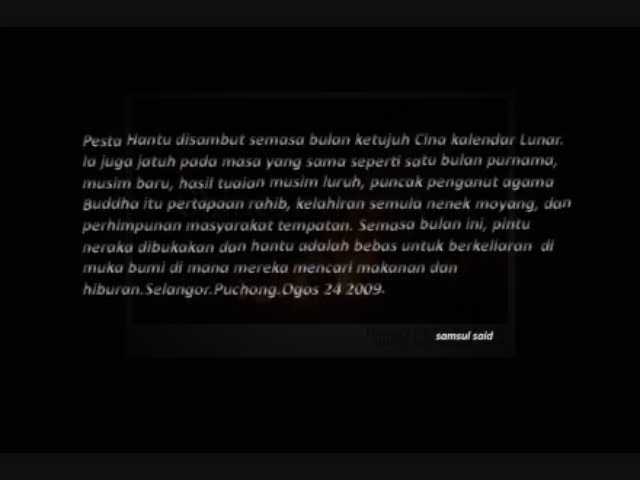 Pesta Hantu disambut semasa bulan ketujuh Cina kalendar Lunar.
Ia juga jatuh pada masa yang sama seperti satu bulan purnama,
musim baru, hasil tuaian musim luruh, puncak penganut agama
Buddha itu pertapaan rahib, kelahiran semula nenek moyang, dan
perhimpunan masyarakat tempatan. Semasa bulan ini, pintu
neraka dibukakan dan hantu adalah bebas untuk berkeliaran di
muka bumi di mana mereka mencari makanan dan
hiburan.Selangor.Puchong.Ogos 24 2009.
samsul said